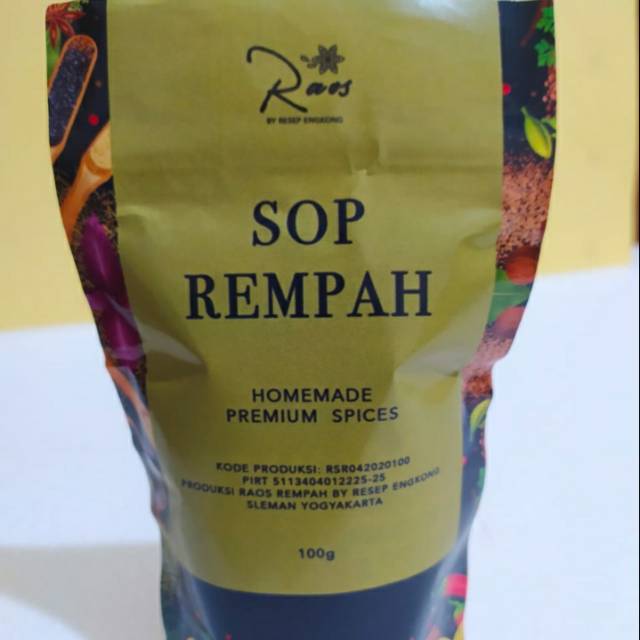 Raos
BY RESEP ENGKONG
SOP
REMPAH
HOMEMADE
PREMIUM SPICES
KODE PRODUKSI: RSR042020100
PIRT 5113404012225-25
PRODUKSI RAOS REMPAH BY RESEP ENGKONG
SLEMAN YOGYAKARTA
100g